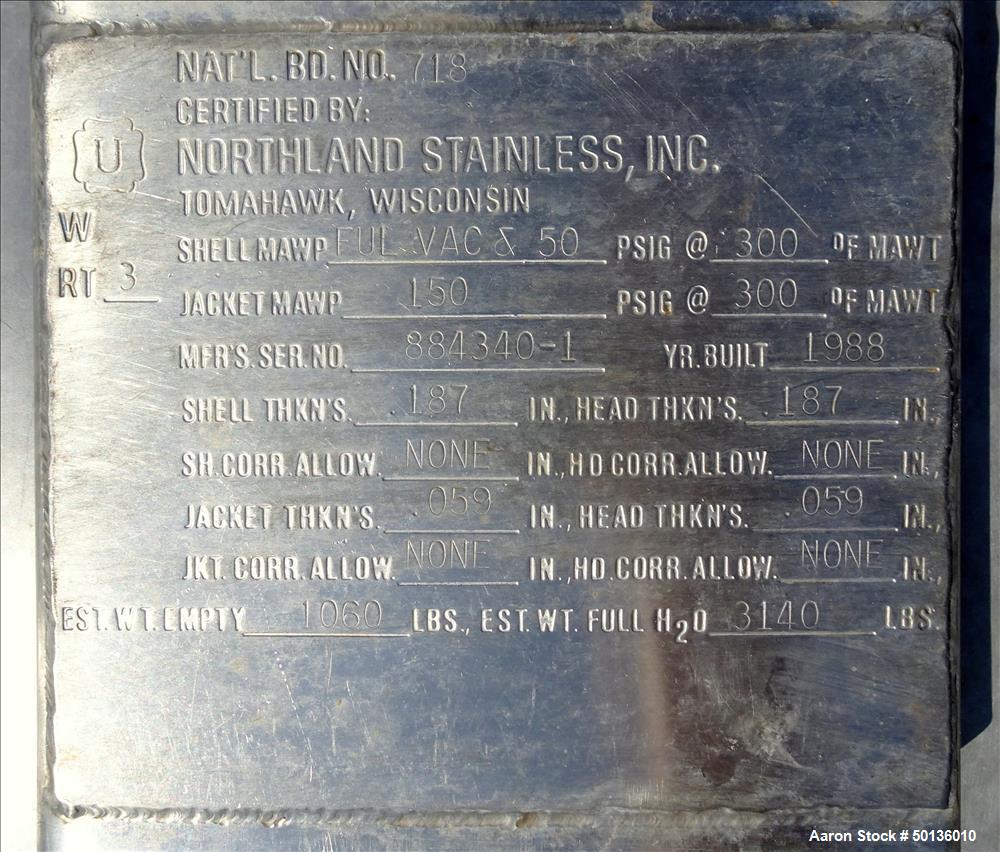 NAT'L. BD. NO. 718
CERTIFIED BY:
U
NORTHLAND STAINLESS, INC.
TOMAHAWK, WISCONSIN
W
SHELL MAWP FUL VAC & 50 PSIG @ 300 °F MAWT
RT 3
JACKET MAWP 150 PSIG @ 300 °F MAWT
MFR'S. SER. NO. 884340-1 YR. BUILT 1988
SHELL THKN'S. .187 IN., HEAD THKN'S. .187 IN.,
SH. CORR. ALLOW. NONE IN., HD CORR. ALLOW. NONE IN.,
JACKET THKN'S. .059 IN., HEAD THKN'S. .059 IN.,
JKT. CORR. ALLOW. NONE IN., HD. CORR. ALLOW. NONE IN.,
EST. WT. EMPTY 1060 LBS., EST. WT. FULL H2O 3140 LBS.
Aaron Stock # 50136010